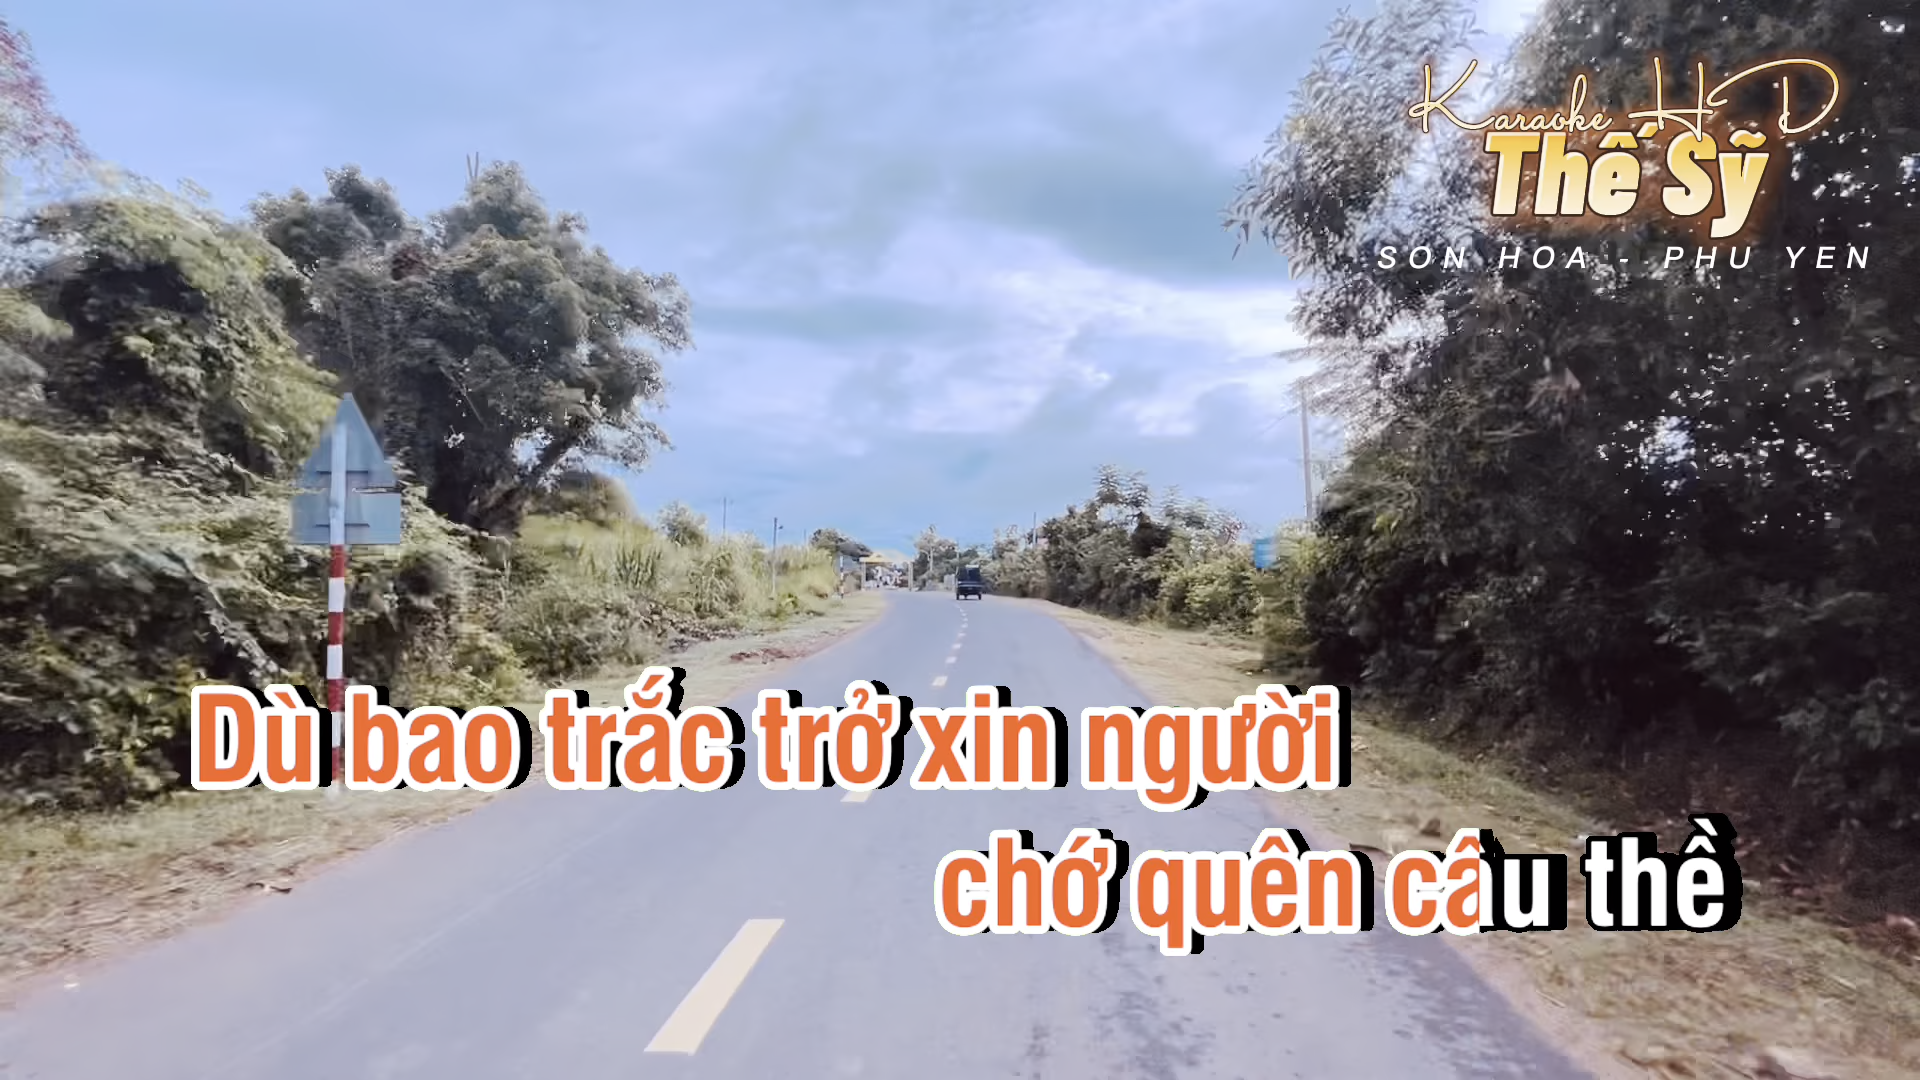 Karaoke HD
Thế Sỹ
SON HOA - PHU YEN
Dù bao trắc trở xin người
chớ quên câu thề